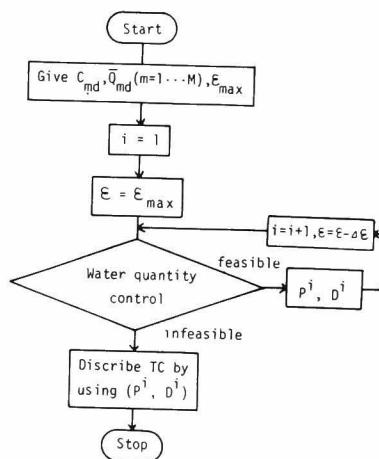 Start
Give C_md, Q̅_md(m=1···M), ε_max
i = 1
ε = ε_max
i=i+1, ε=ε-Δε
feasible
Water quantity
control
P^i, D^i
infeasible
Discribe TC by
using (P^i, D^i)
Stop